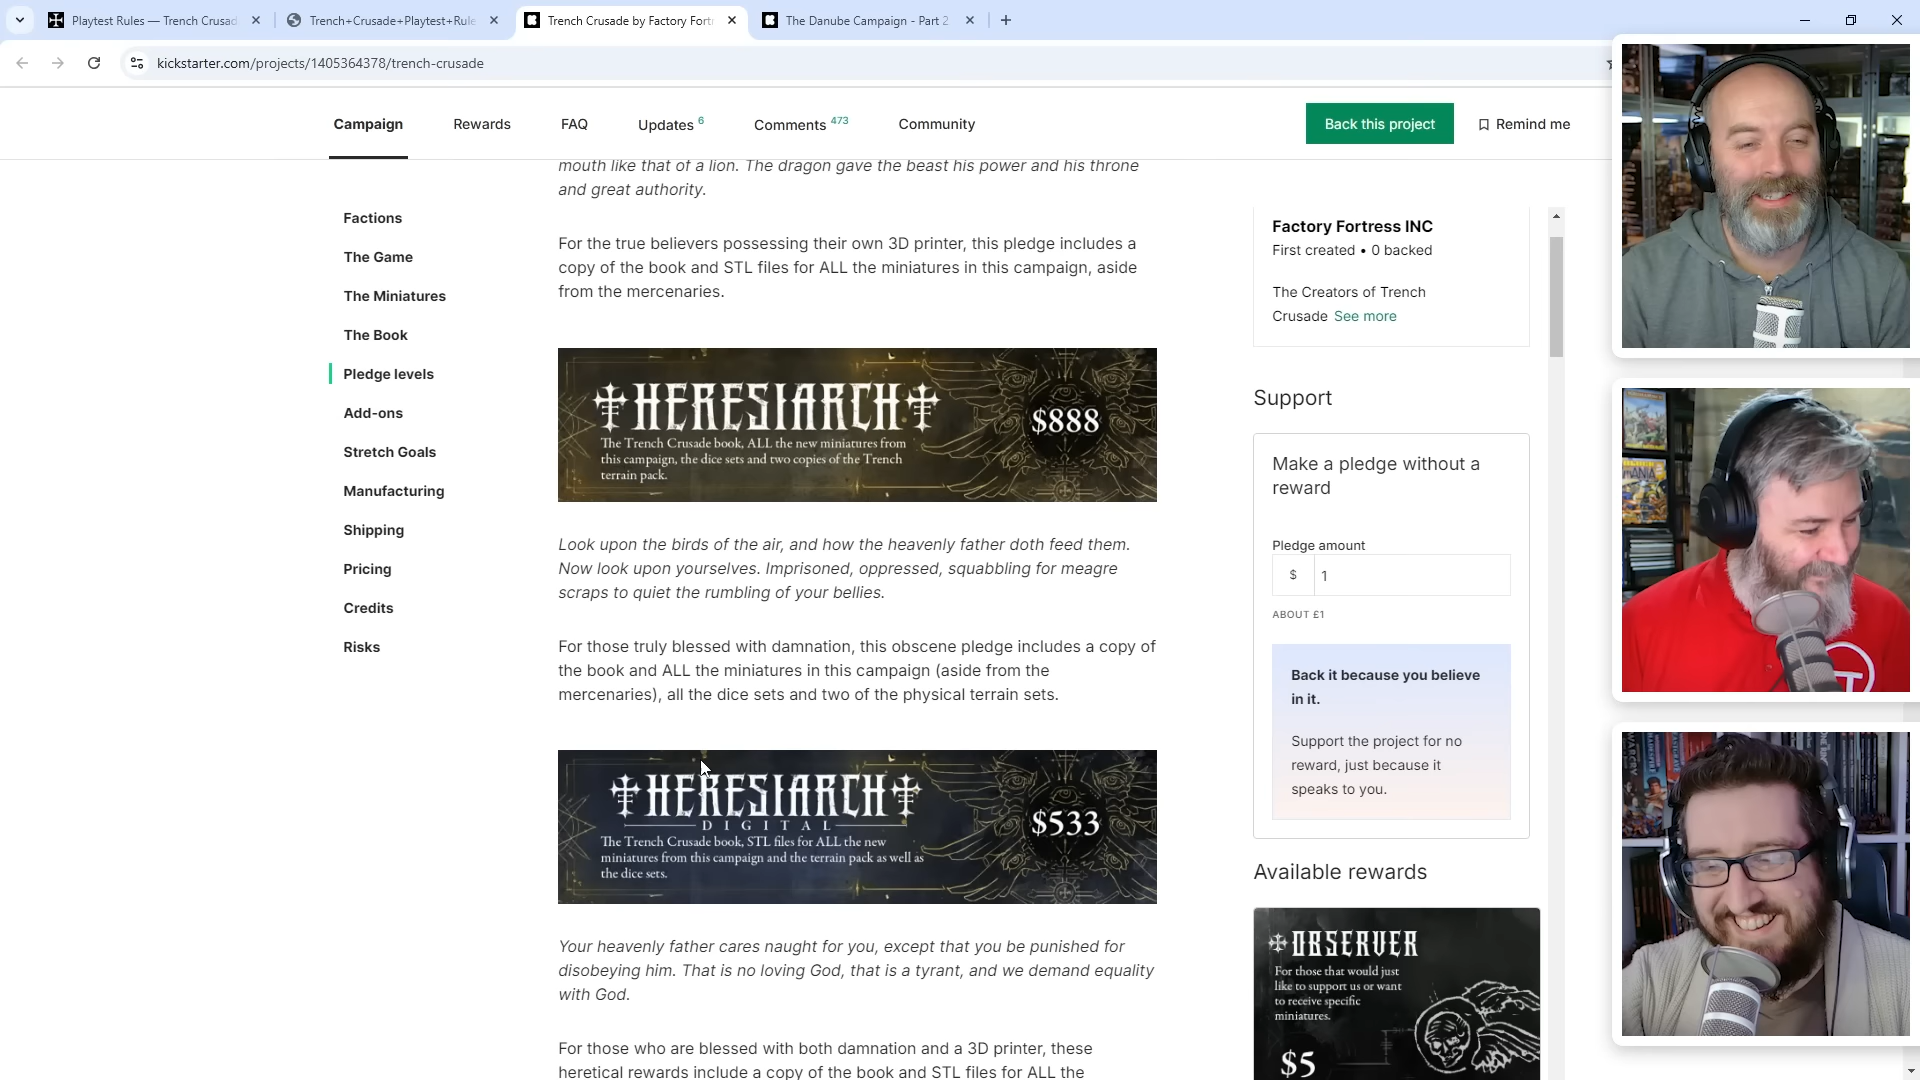 Playtest Rules — Trench Crusad
Trench+Crusade+Playtest+Rule
Trench Crusade by Factory Fortr
The Danube Campaign - Part 2
kickstarter.com/projects/1405364378/trench-crusade
Campaign
Rewards
FAQ
Updates 6
Comments 473
Community
Back this project
Remind me
mouth like that of a lion. The dragon gave the beast his power and his throne
and great authority.
Factions
The Game
The Miniatures
The Book
Pledge levels
Add-ons
Stretch Goals
Manufacturing
Shipping
Pricing
Credits
Risks
For the true believers possessing their own 3D printer, this pledge includes a
copy of the book and STL files for ALL the miniatures in this campaign, aside
from the mercenaries.
HERESIARCH
The Trench Crusade book, ALL the new miniatures from
this campaign, the dice sets and two copies of the Trench
terrain pack.
$888
Look upon the birds of the air, and how the heavenly father doth feed them.
Now look upon yourselves. Imprisoned, oppressed, squabbling for meagre
scraps to quiet the rumbling of your bellies.
For those truly blessed with damnation, this obscene pledge includes a copy of
the book and ALL the miniatures in this campaign (aside from the
mercenaries), all the dice sets and two of the physical terrain sets.
HERESIARCH
DIGITAL
The Trench Crusade book, STL files for ALL the new
miniatures from this campaign and the terrain pack as well as
the dice sets.
$533
Your heavenly father cares naught for you, except that you be punished for
disobeying him. That is no loving God, that is a tyrant, and we demand equality
with God.
For those who are blessed with both damnation and a 3D printer, these
heretical rewards include a copy of the book and STL files for ALL the
Factory Fortress INC
First created • 0 backed
The Creators of Trench
Crusade See more
Support
Make a pledge without a
reward
Pledge amount
$ 1
ABOUT £1
Back it because you believe
in it.
Support the project for no
reward, just because it
speaks to you.
Available rewards
OBSERVER
For those that would just
like to support us or want
to receive specific
miniatures.
$5